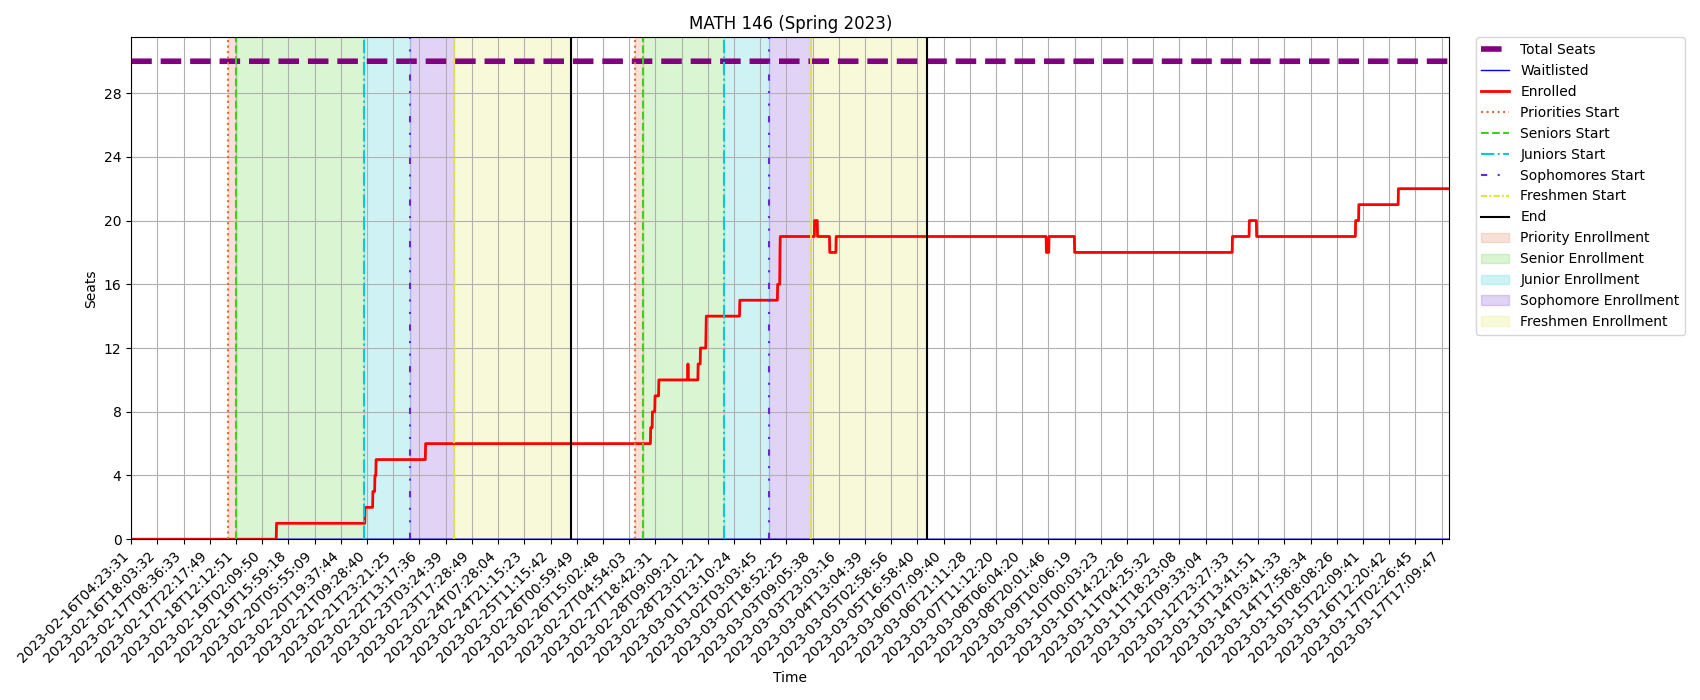 MATH 146 (Spring 2023)
Total Seats
Waitlisted
Enrolled
Priorities Start
Seniors Start
Juniors Start
Sophomores Start
Freshmen Start
End
Priority Enrollment
Senior Enrollment
Junior Enrollment
Sophomore Enrollment
Freshmen Enrollment
Seats
28
24
20
16
12
8
4
0
2023-02-16T04:23:31
2023-02-16T18:03:32
2023-02-17T08:36:33
2023-02-17T22:17:49
2023-02-18T12:12:51
2023-02-19T02:09:50
2023-02-19T15:59:18
2023-02-20T05:55:09
2023-02-20T19:37:44
2023-02-21T09:28:40
2023-02-21T23:21:25
2023-02-22T13:17:36
2023-02-23T03:24:39
2023-02-23T17:28:49
2023-02-24T07:28:04
2023-02-24T21:15:23
2023-02-25T11:15:42
2023-02-26T00:59:49
2023-02-26T15:02:48
2023-02-27T04:54:03
2023-02-27T18:42:31
2023-02-28T09:09:21
2023-02-28T23:02:21
2023-03-01T13:10:24
2023-03-02T03:03:45
2023-03-02T18:52:25
2023-03-03T09:05:38
2023-03-03T23:03:16
2023-03-04T13:04:39
2023-03-05T02:58:56
2023-03-05T16:58:40
2023-03-06T07:09:40
2023-03-06T21:11:28
2023-03-07T11:12:20
2023-03-08T06:04:20
2023-03-08T20:01:46
2023-03-09T10:06:19
2023-03-10T00:03:23
2023-03-10T14:22:26
2023-03-11T04:25:32
2023-03-11T18:23:08
2023-03-12T09:33:04
2023-03-12T23:27:33
2023-03-13T13:41:51
2023-03-14T03:41:33
2023-03-14T17:58:34
2023-03-15T08:08:26
2023-03-15T22:09:41
2023-03-16T12:20:42
2023-03-17T02:26:45
2023-03-17T17:09:47
Time